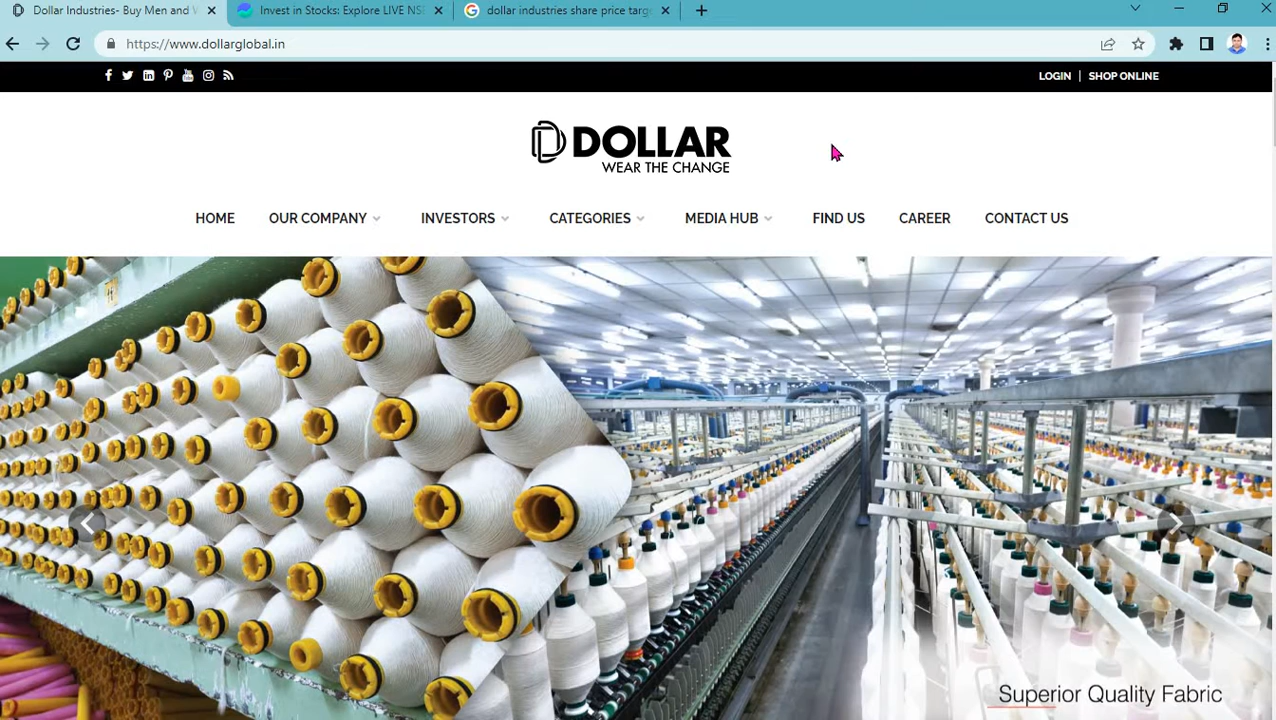 Dollar Industries- Buy Men and W
Invest in Stocks: Explore LIVE NSE
dollar industries share price targ
https://www.dollarglobal.in
LOGIN | SHOP ONLINE
DOLLAR
WEAR THE CHANGE
HOME OUR COMPANY INVESTORS CATEGORIES MEDIA HUB FIND US CAREER CONTACT US
Superior Quality Fabric